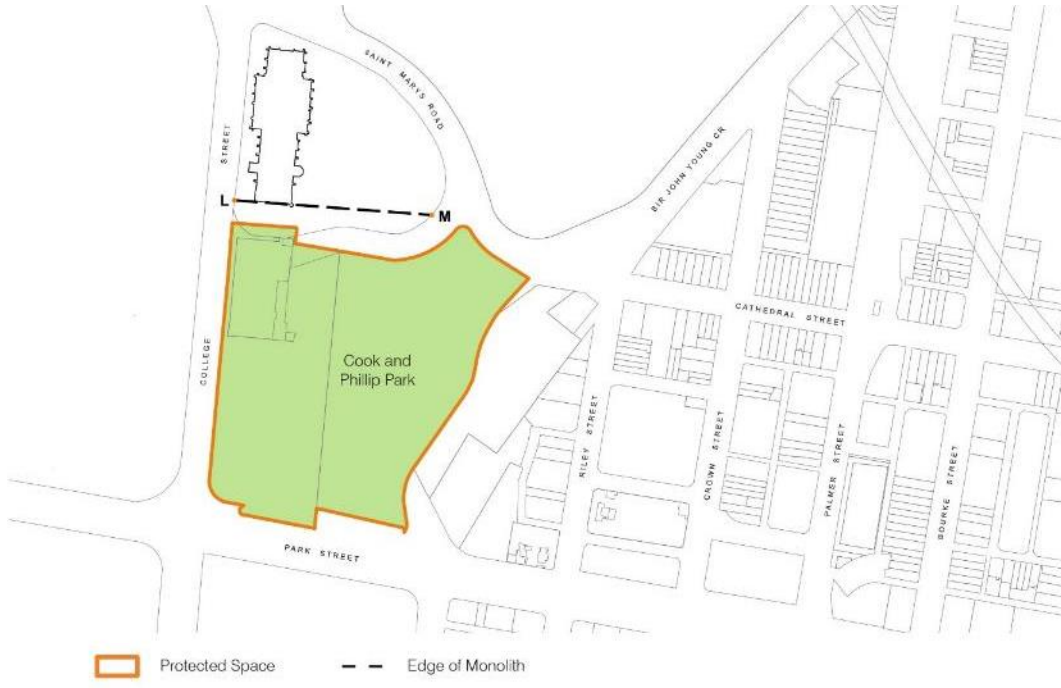 SAINT MARYS ROAD
STREET
L
M
SIR JOHN YOUNG CR
CATHEDRAL STREET
COLLEGE
Cook and
Phillip Park
RILEY STREET
CROWN STREET
PALMER STREET
BOURKE STREET
PARK STREET
Protected Space
Edge of Monolith